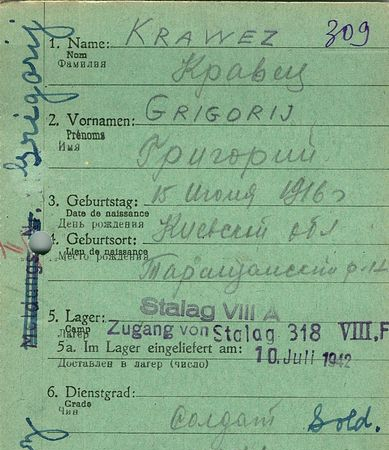 309
1. Name: KRAWEZ
Nom
Фамилия Кравец
2. Vornamen: GRIGORIJ
Prénoms
Имя Григорий
3. Geburtstag: 15 Июня 1916 г
Date de naissance
День рождения
4. Geburtsort: Киевской обл
Lieu de naissance
Место рождения
Таращанский р-н
Stalag VIII A
5. Lager: Zugang von Stalag 318 VIII, F
Camp
Лагерь
5a. Im Lager eingeliefert am: 10. Juli 1942
Доставлен в лагер (число)
6. Dienstgrad:
Grade
Чин солдат Sold.
Grigorij